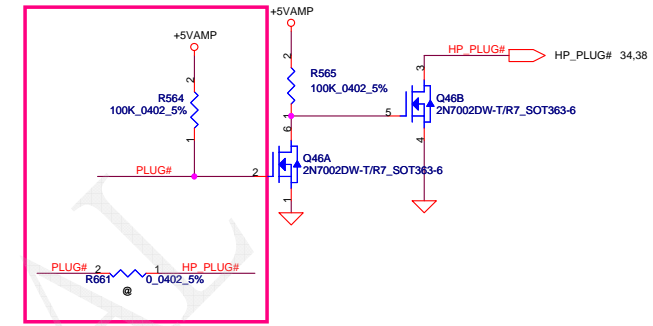 +5VAMP
+5VAMP
2
R564
100K_0402_5%
1
2
R565
100K_0402_5%
1
3
HP_PLUG#
HP_PLUG# 34,38
5
Q46B
2N7002DW-T/R7_SOT363-6
4
6
PLUG#
2
Q46A
2N7002DW-T/R7_SOT363-6
1
PLUG#
2
1
HP_PLUG#
R661
0_0402_5%
@